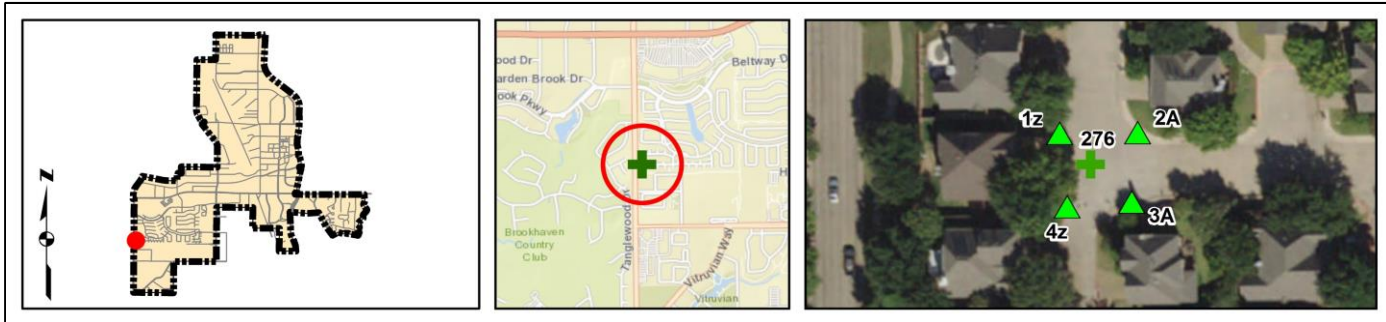 N
ood Dr
arden Brook Dr
ook Pkwy
Beltway D
H
Tanglewood
Brookhaven
Country
Club
Vitruvian Way
Vitruvian
1z
276
2A
4z
3A